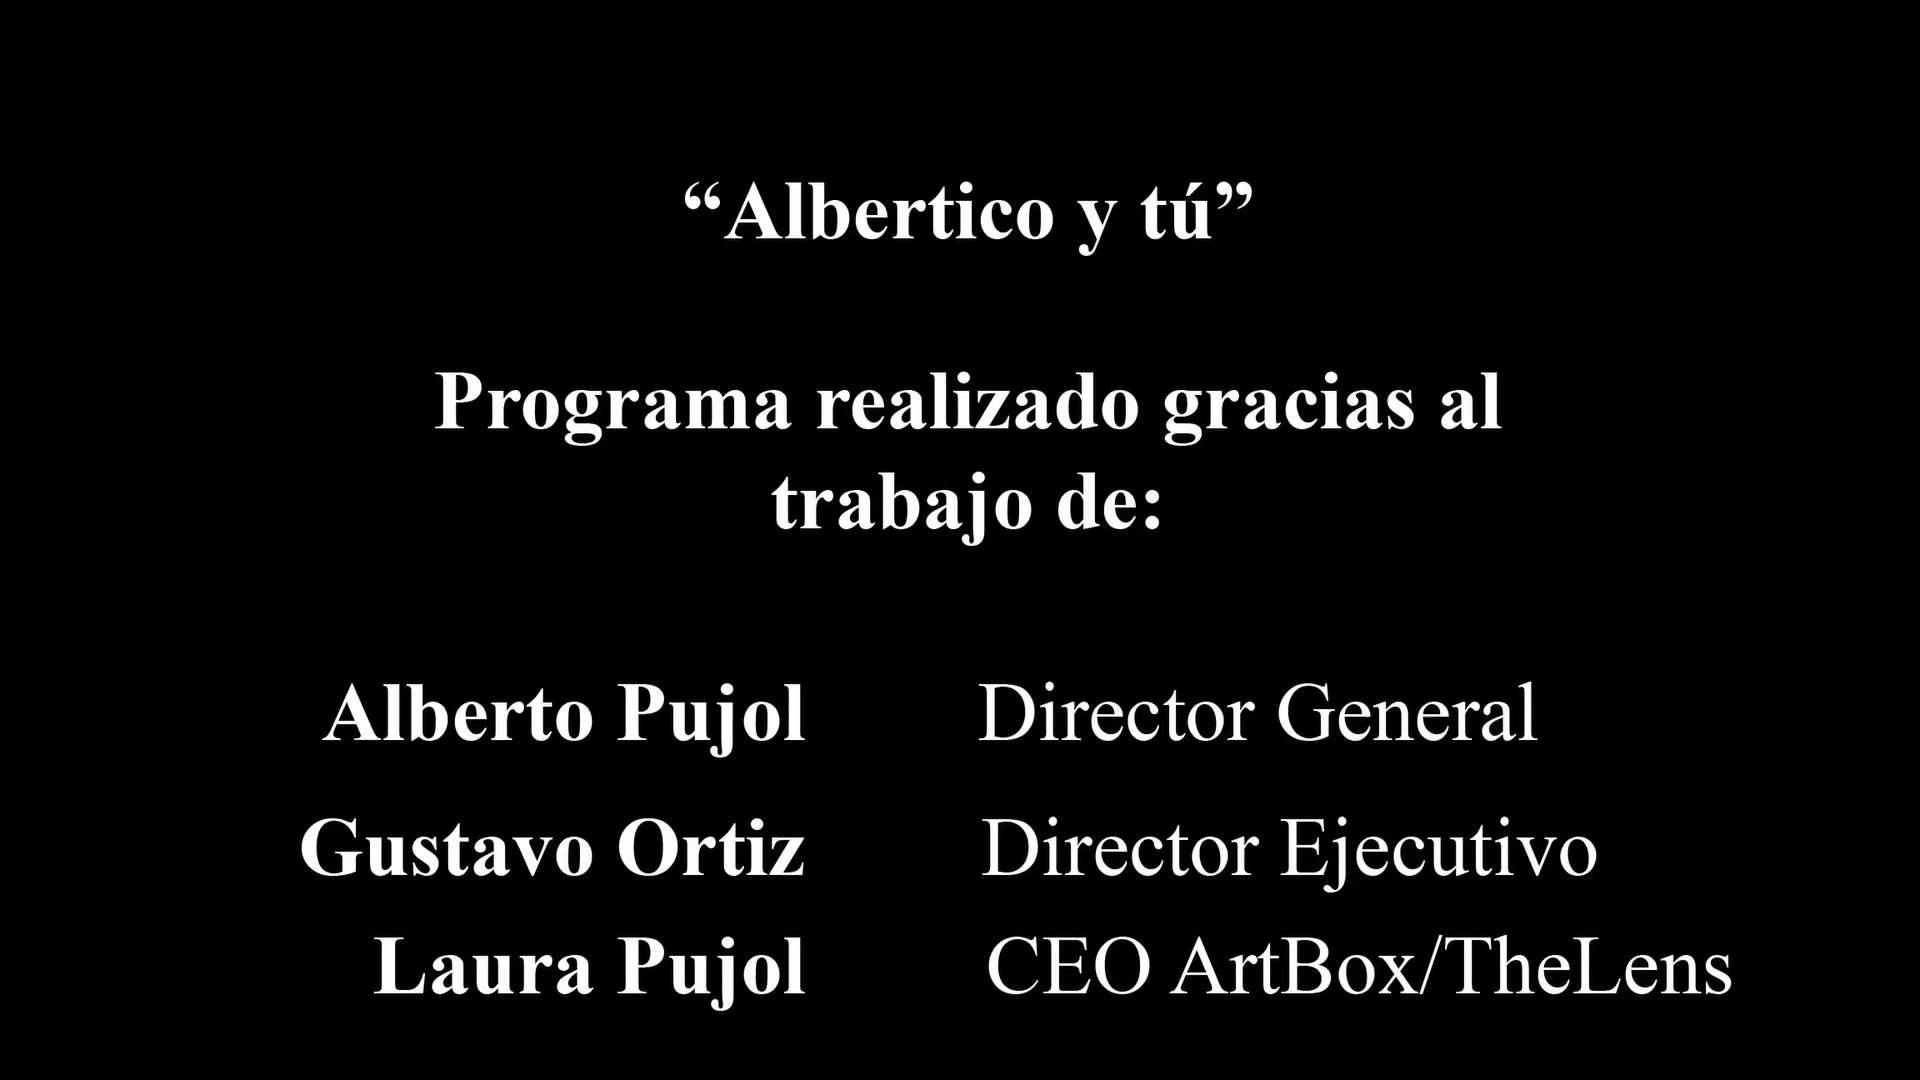 “Albertico y tú”
Programa realizado gracias al
trabajo de:
Alberto Pujol Director General
Gustavo Ortiz Director Ejecutivo
Laura Pujol CEO ArtBox/TheLens